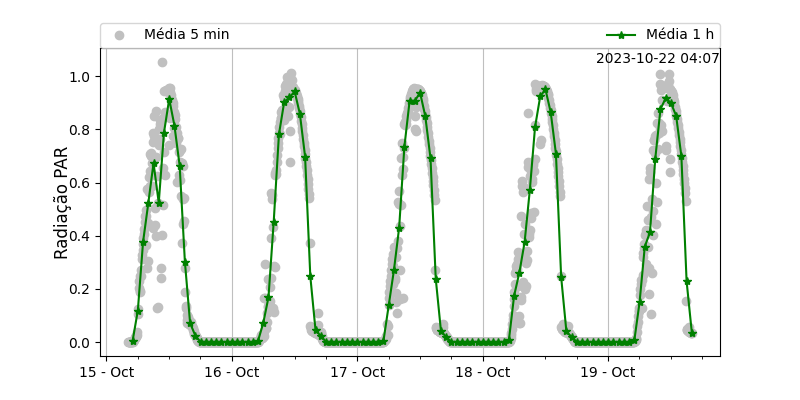 Média 5 min
Média 1 h
2023-10-22 04:07
Radiação PAR
1.0
0.8
0.6
0.4
0.2
0.0
15 - Oct
16 - Oct
17 - Oct
18 - Oct
19 - Oct